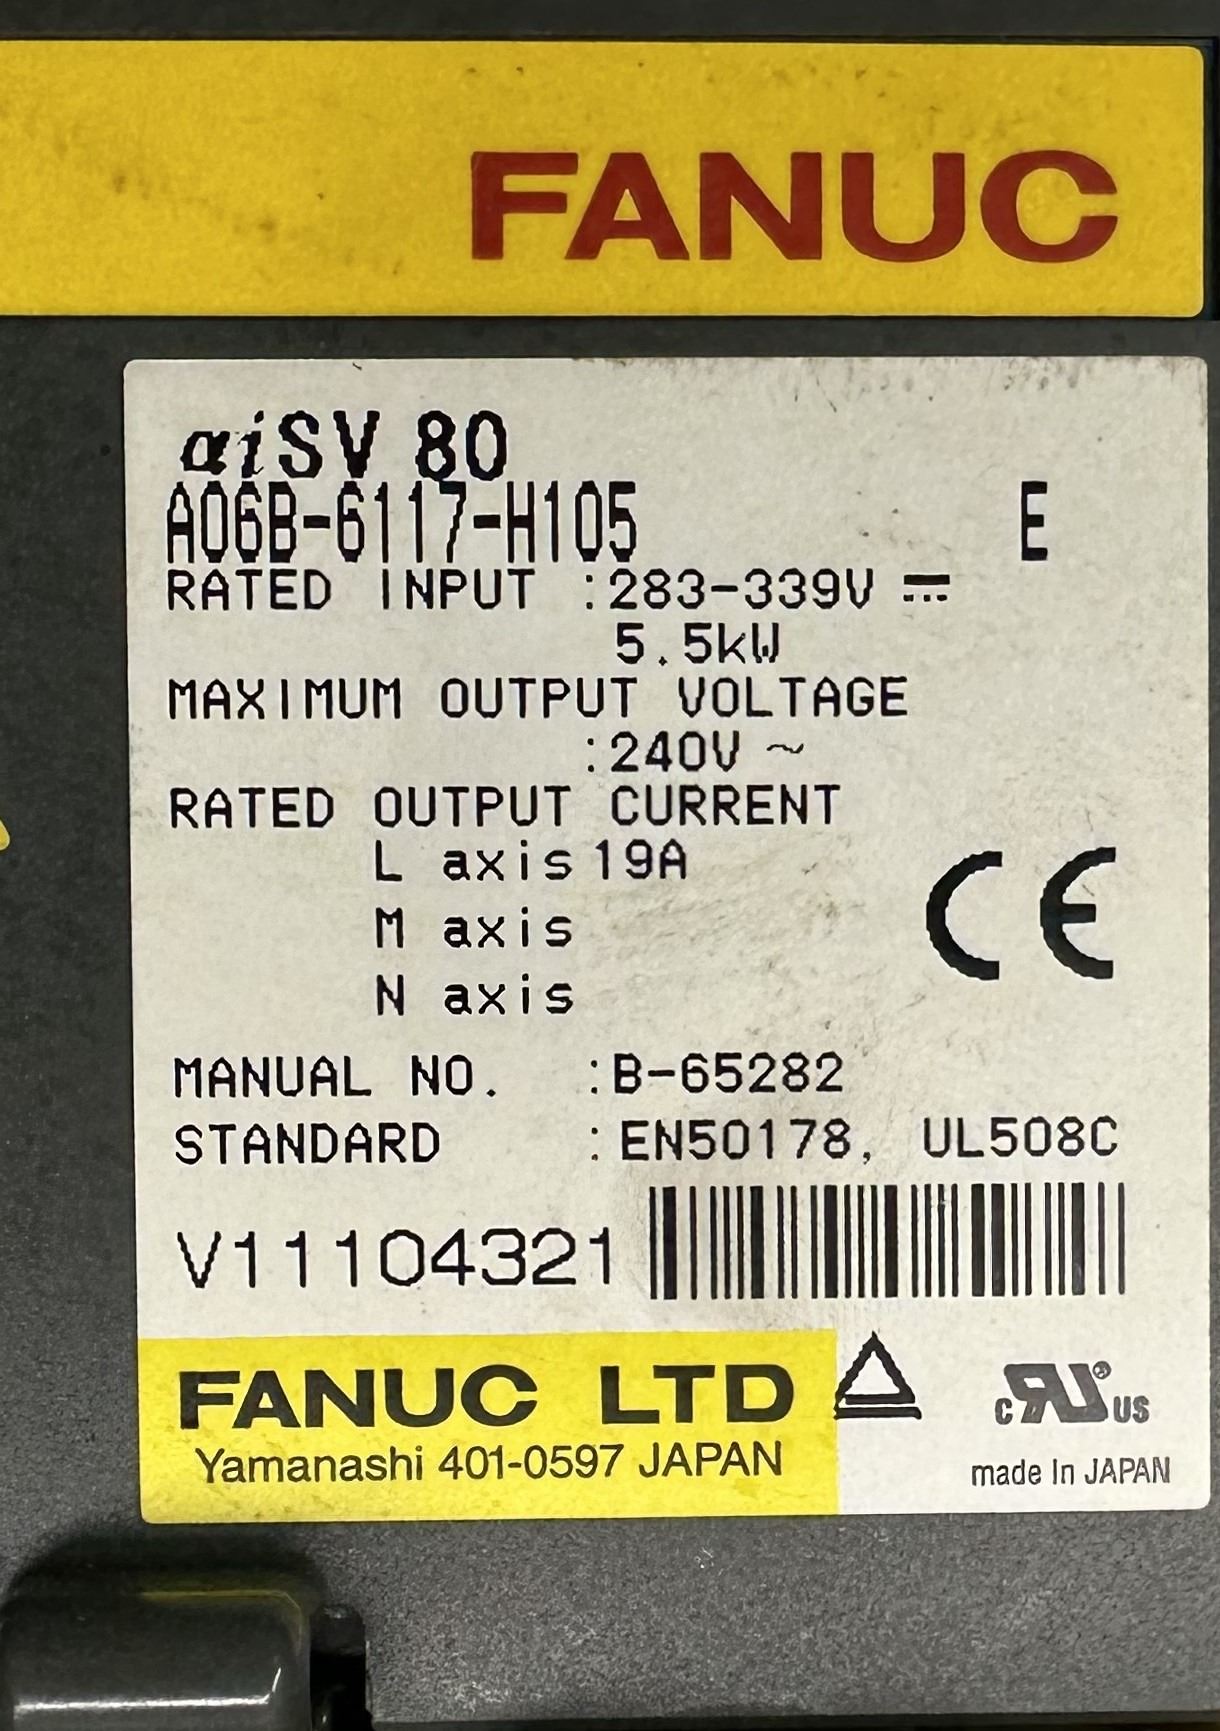 FANUC
αiSV 80
A06B-6117-H105 E
RATED INPUT :283-339V ⎓
5.5kW
MAXIMUM OUTPUT VOLTAGE
:240V ~
RATED OUTPUT CURRENT
L axis 19A
M axis
N axis
CE
MANUAL NO. :B-65282
STANDARD :EN50178, UL508C
V11104321
FANUC LTD
Yamanashi 401-0597 JAPAN
c RU® US
made In JAPAN